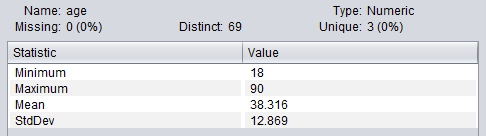 Name: age Type: Numeric
Missing: 0 (0%) Distinct: 69 Unique: 3 (0%)
Statistic Value
Minimum 18
Maximum 90
Mean 38.316
StdDev 12.869